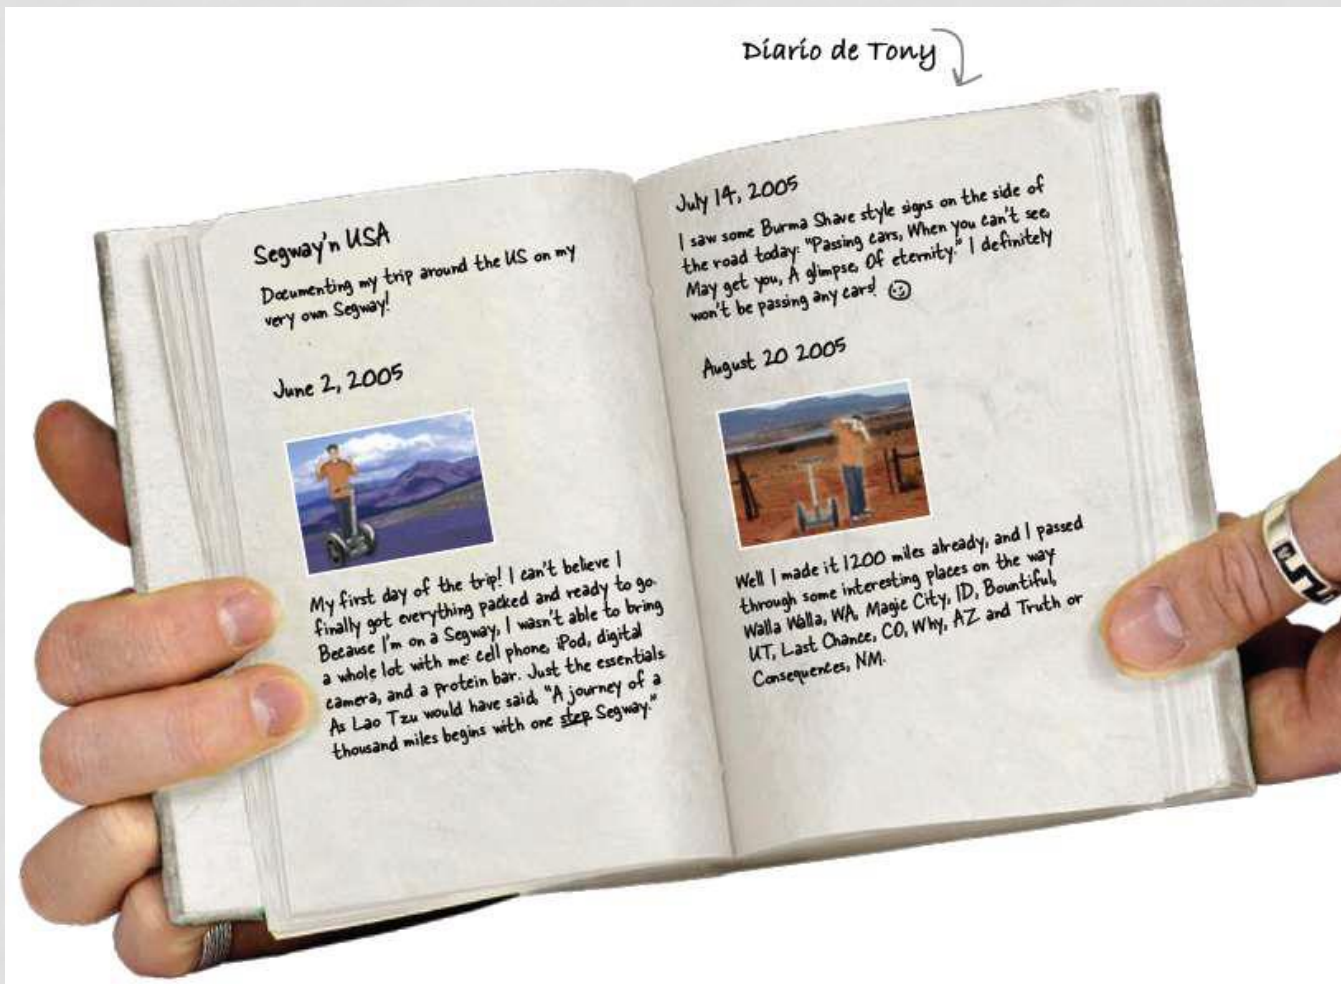 Diario de Tony
Segway'n USA
Documenting my trip around the US on my
very own Segway!
June 2, 2005
My first day of the trip! I can't believe I
finally got everything packed and ready to go.
Because I'm on a Segway, I wasn't able to bring
a whole lot with me: cell phone, iPod, digital
camera, and a protein bar. Just the essentials
As Lao Tzu would have said, "A journey of a
thousand miles begins with one step Segway."
July 14, 2005
I saw some Burma Shave style signs on the side of
the road today: "Passing cars, When you can't see,
May get you, A glimpse, Of eternity." I definitely
won't be passing any cars!
August 20 2005
Well I made it 1200 miles already, and I passed
through some interesting places on the way
Walla Walla, WA, Magic City, ID, Bountiful,
UT, Last Chance, CO, Why, AZ and Truth or
Consequences, NM.